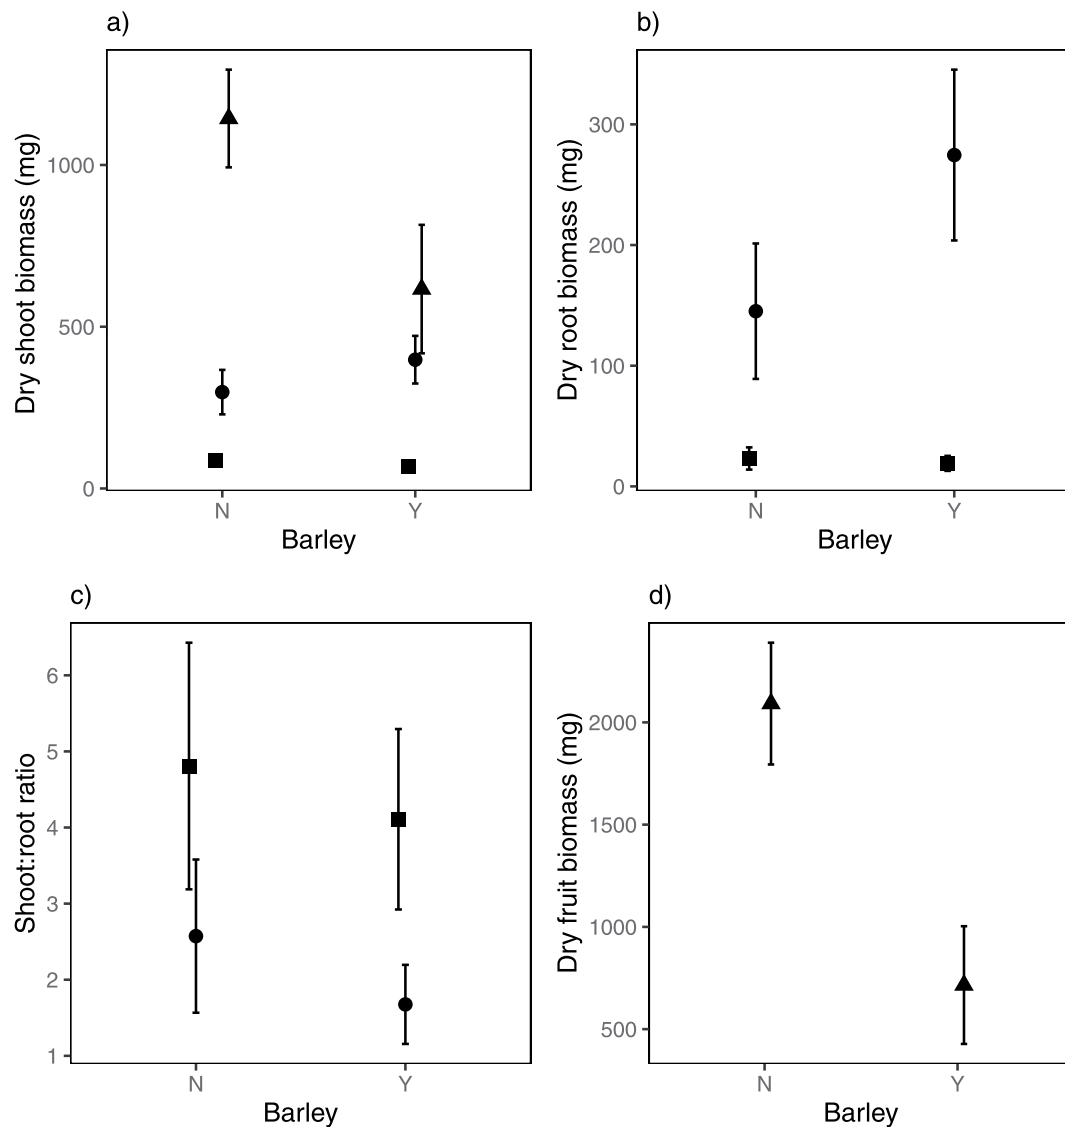 a)
Dry shoot biomass (mg)
1000
500
0
N Y
Barley
b)
Dry root biomass (mg)
300
200
100
0
N Y
Barley
c)
Shoot:root ratio
6
5
4
3
2
1
N Y
Barley
d)
Dry fruit biomass (mg)
2000
1500
1000
500
N Y
Barley